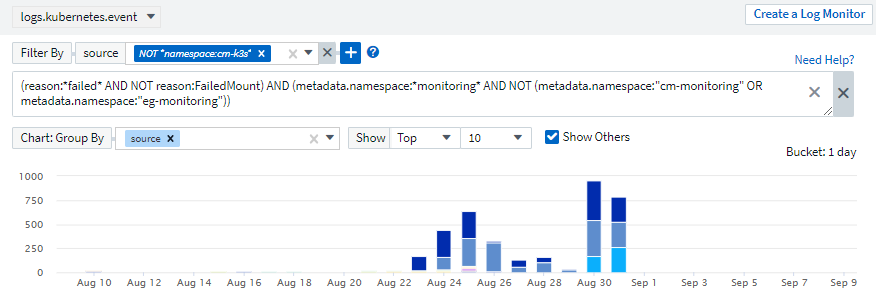 logs.kubernetes.event
Create a Log Monitor
Filter By source NOT "namespace:cm-k3s"
Need Help?
(reason:*failed* AND NOT reason:FailedMount) AND (metadata.namespace:*monitoring* AND NOT (metadata.namespace:"cm-monitoring" OR
metadata.namespace:"eg-monitoring"))
Chart: Group By source Show Top 10 Show Others
Bucket: 1 day
1000
750
500
250
0
Aug 10 Aug 12 Aug 14 Aug 16 Aug 18 Aug 20 Aug 22 Aug 24 Aug 26 Aug 28 Aug 30 Sep 1 Sep 3 Sep 5 Sep 7 Sep 9